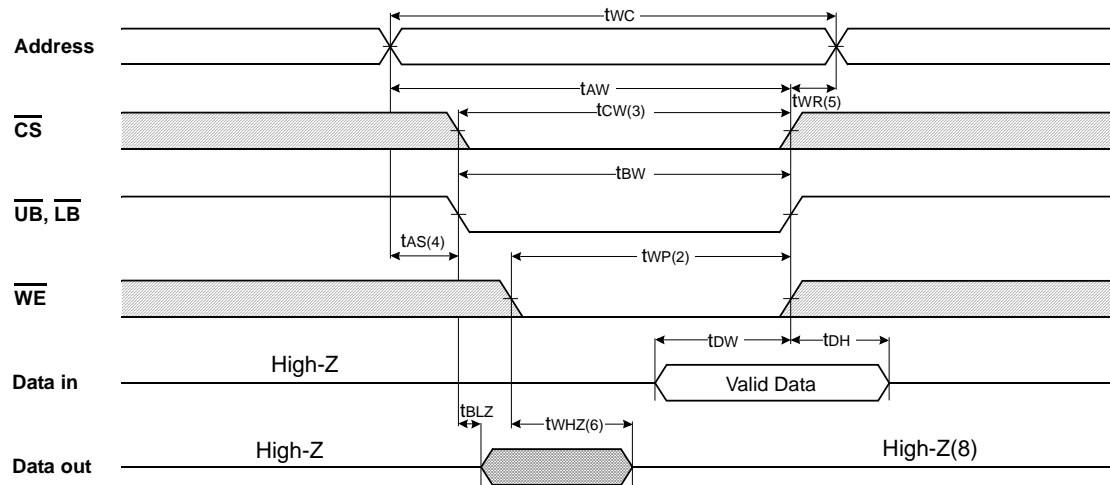 tWC
Address
tAW
tWR(5)
tCW(3)
CS
tBW
UB, LB
tAS(4)
tWP(2)
WE
tDW
tDH
High-Z
Data in
Valid Data
tBLZ
tWHZ(6)
High-Z
High-Z(8)
Data out